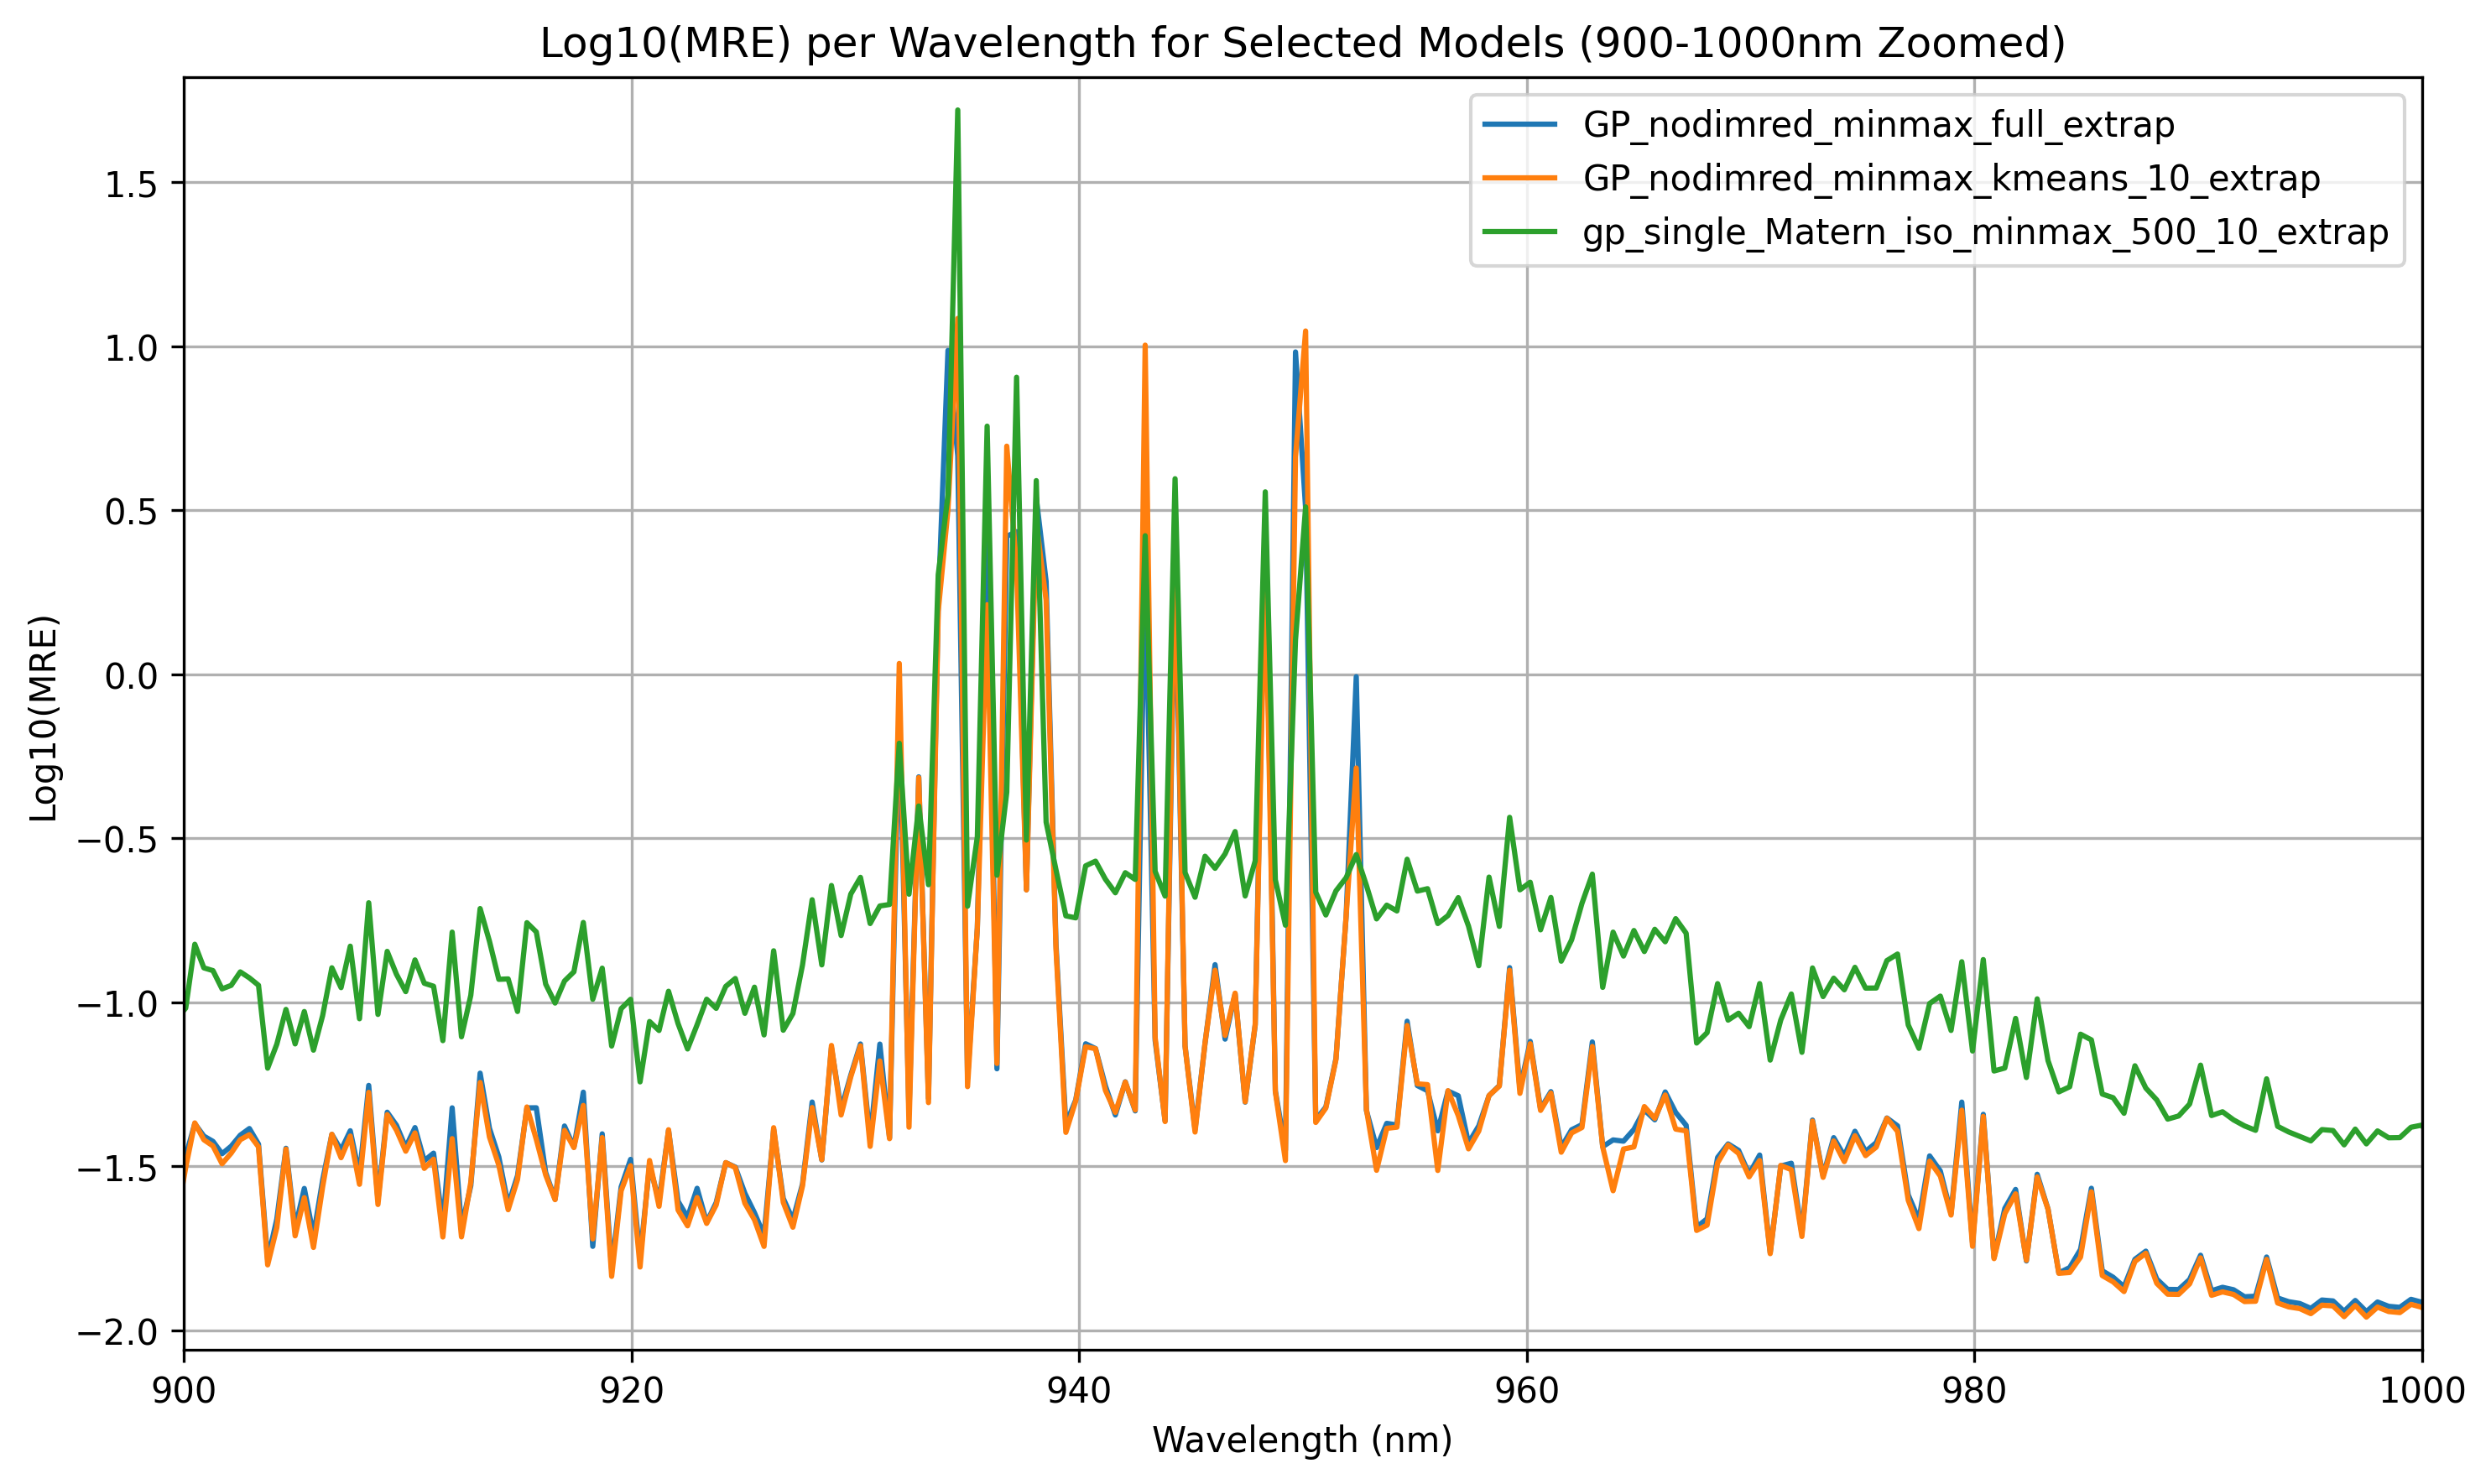 Log10(MRE) per Wavelength for Selected Models (900-1000nm Zoomed)
GP_nodimred_minmax_full_extrap
GP_nodimred_minmax_kmeans_10_extrap
gp_single_Matern_iso_minmax_500_10_extrap
Log10(MRE)
1.5
1.0
0.5
0.0
−0.5
−1.0
−1.5
−2.0
900 920 940 960 980 1000
Wavelength (nm)